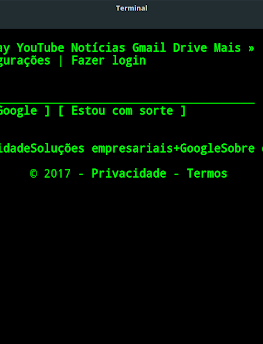 Terminal
ay YouTube Notícias Gmail Drive Mais »
gurações | Fazer login
Google ] [ Estou com sorte ]
idadeSoluções empresariais+GoogleSobre
© 2017 - Privacidade - Termos